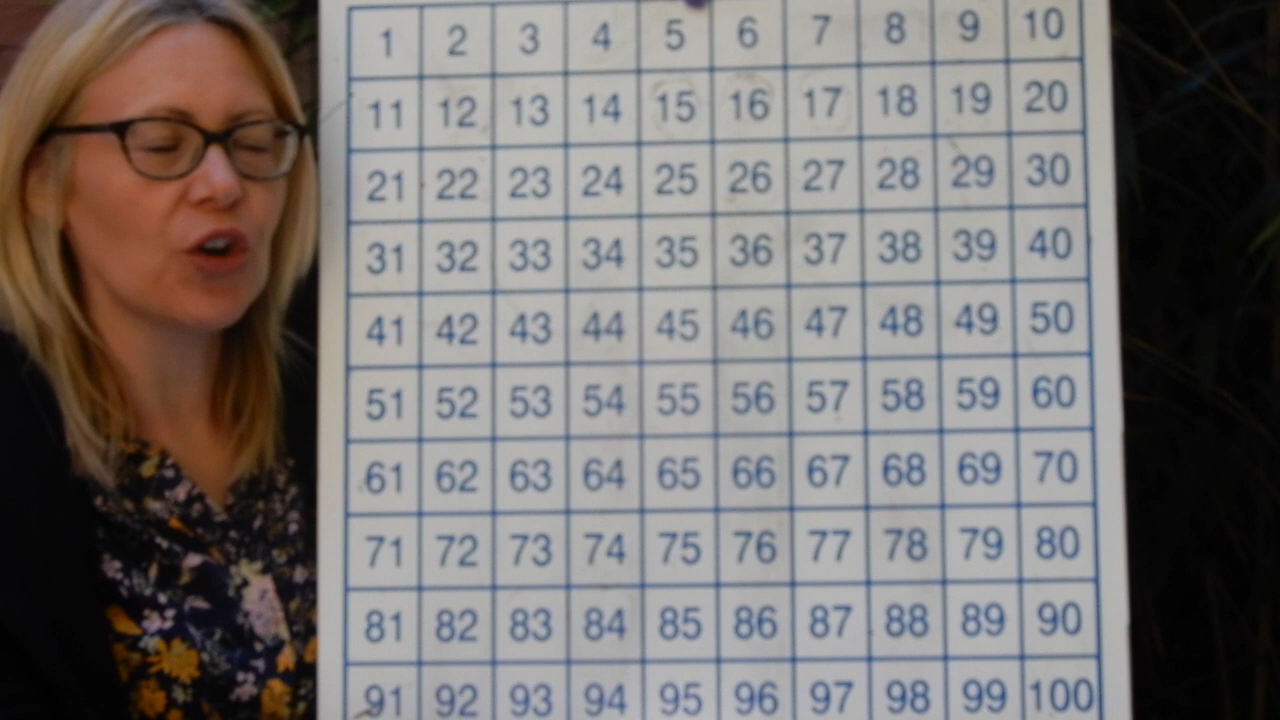 1 2 3 4 5 6 7 8 9 10
11 12 13 14 15 16 17 18 19 20
21 22 23 24 25 26 27 28 29 30
31 32 33 34 35 36 37 38 39 40
41 42 43 44 45 46 47 48 49 50
51 52 53 54 55 56 57 58 59 60
61 62 63 64 65 66 67 68 69 70
71 72 73 74 75 76 77 78 79 80
81 82 83 84 85 86 87 88 89 90
91 92 93 94 95 96 97 98 99 100